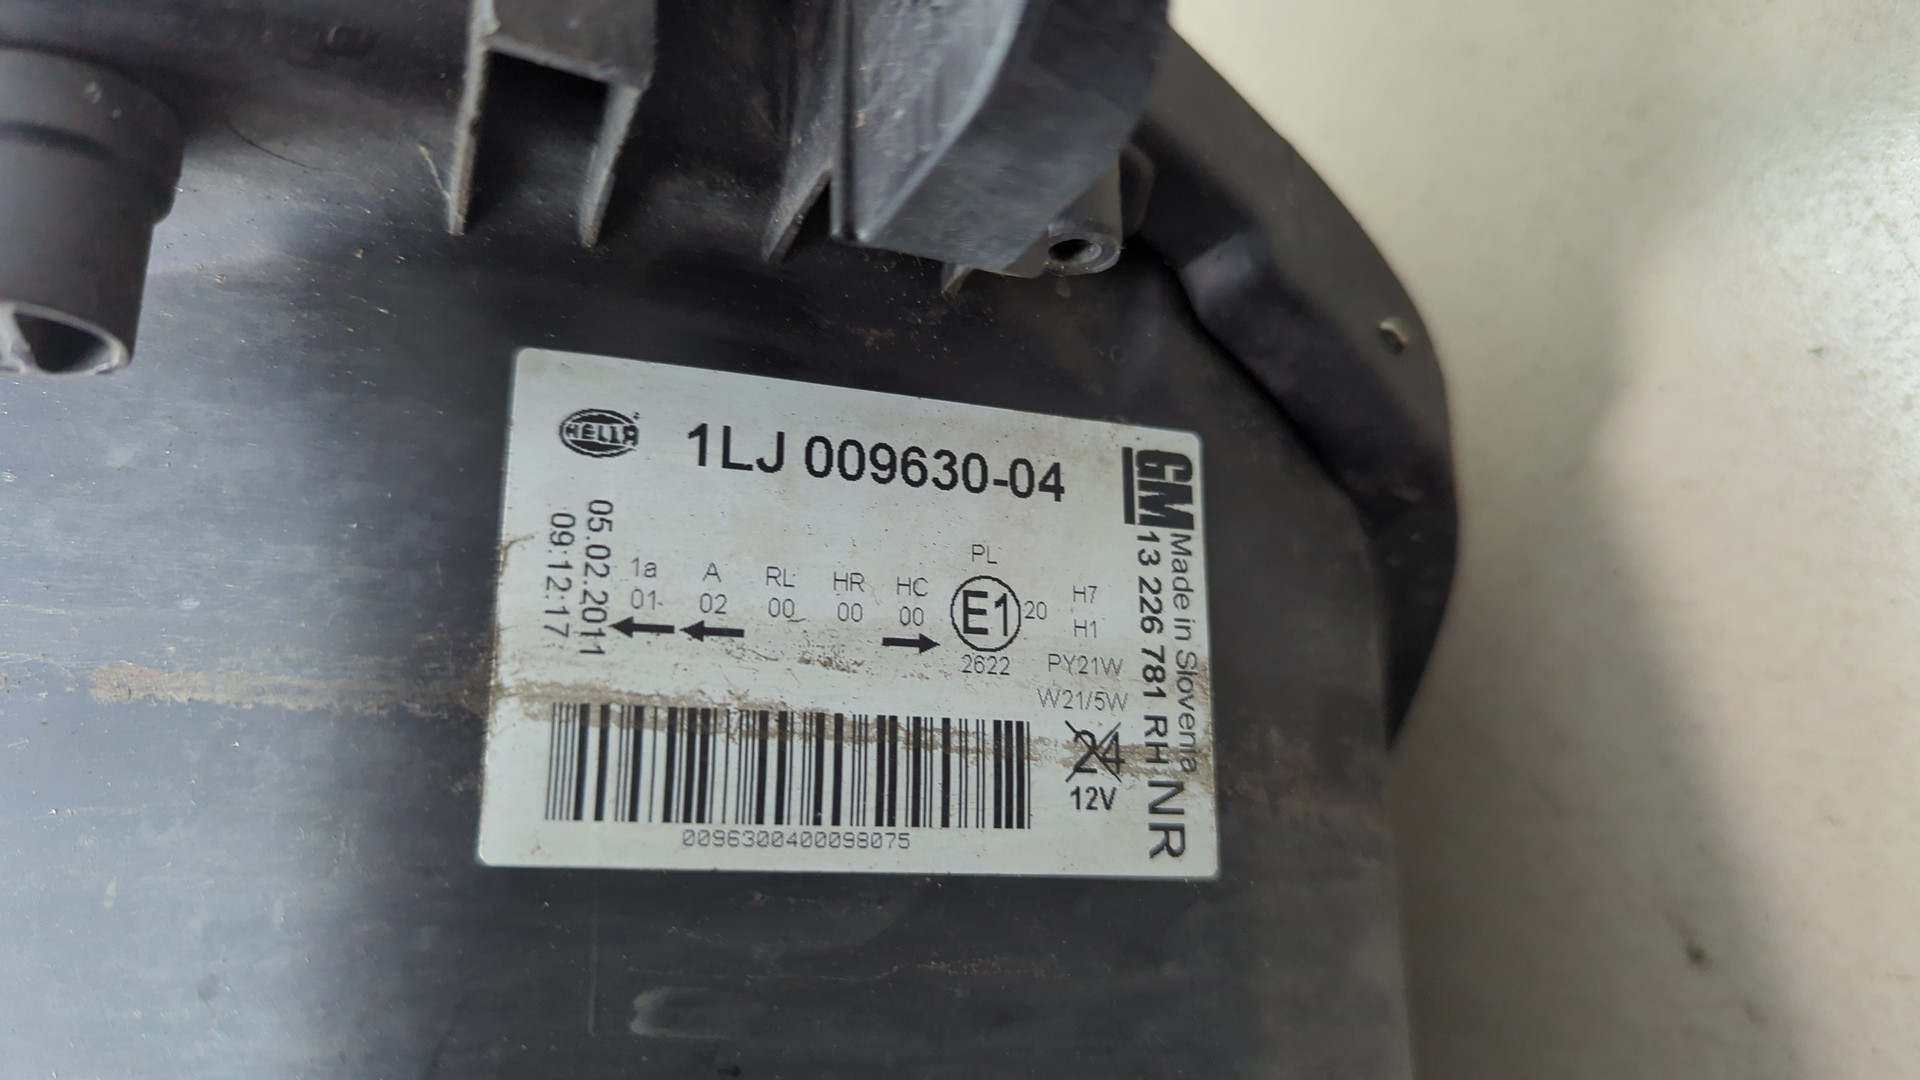 HELLA
1LJ 009630-04
05.02.2011
09:12:17
1a A RL HR HC PL
01 02 00 00 00 E1 20
2622
H7
H1
PY21W
W21/5W
24
12V
GM
13 226 781 RH NR
Made in Slovenia
0096300400098075